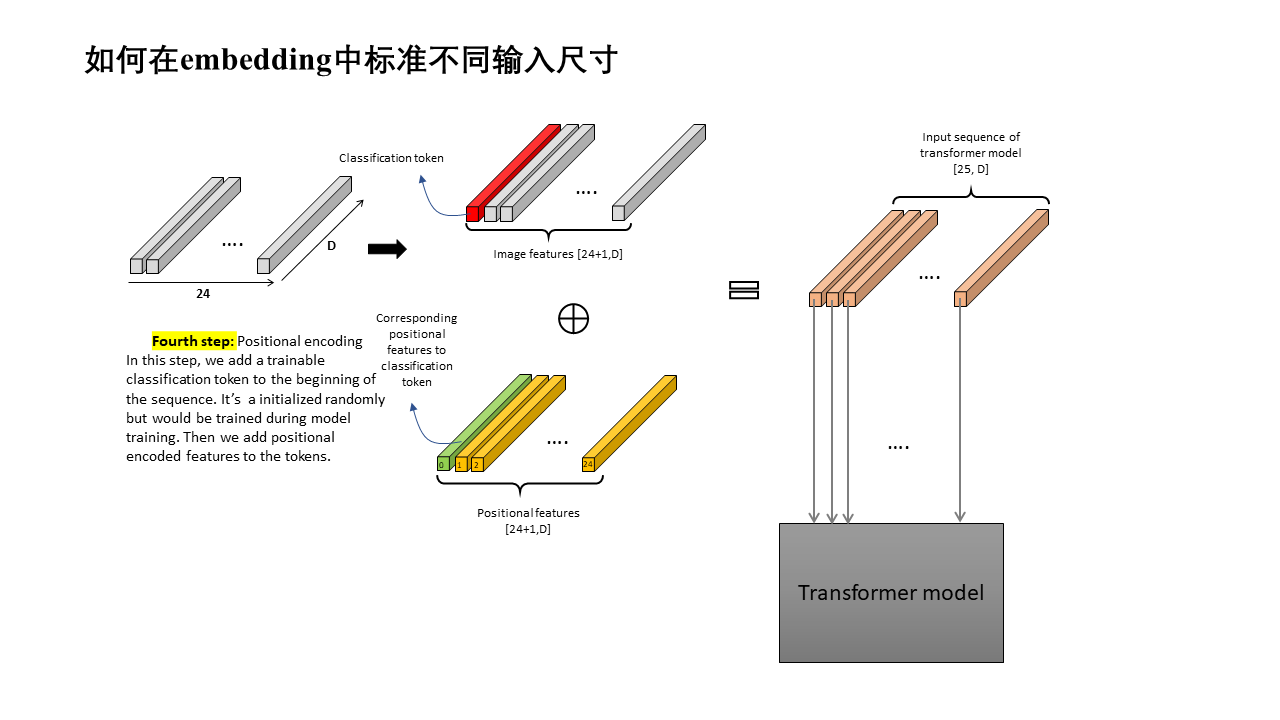 如何在embedding中标准不同输入尺寸
Classification token
....
Image features [24+1,D]
....
D
24
Input sequence of
transformer model
[25, D]
....
Fourth step: Positional encoding
In this step, we add a trainable
classification token to the beginning of
the sequence. It’s a initialized randomly
but would be trained during model
training. Then we add positional
encoded features to the tokens.
Corresponding
positional
features to
classification
token
....
0
1
2
24
Positional features
[24+1,D]
....
Transformer model